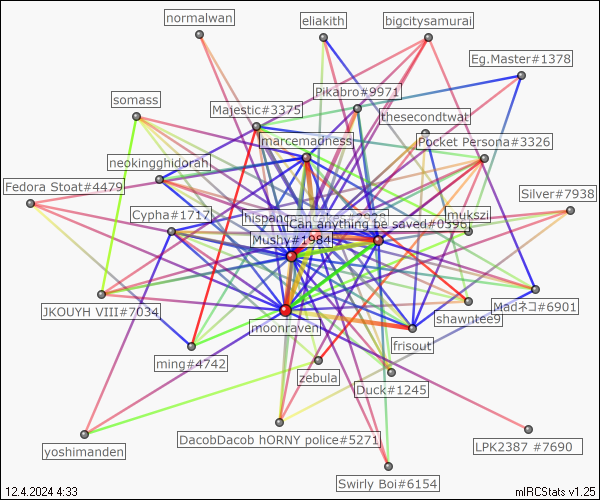 normalwan
eliakith
bigcitysamurai
Eg.Master#1378
Pikabro#9971
somass
Majestic#3375
thesecondtwat
marcemadness
Pocket Persona#3326
neokingghidorah
Fedora Stoat#4479
Silver#7938
Cypha#1717
mukszi
Can anything be saved#0396
Mushy#1984
JKOUYH VIII#7034
Madネコ#6901
shawntee9
moonraven
frisout
ming#4742
zebula
Duck#1245
DacobDacob hORNY police#5271
LPK2387 #7690
yoshimanden
Swirly Boi#6154
12.4.2024 4:33
mIRCStats v1.25